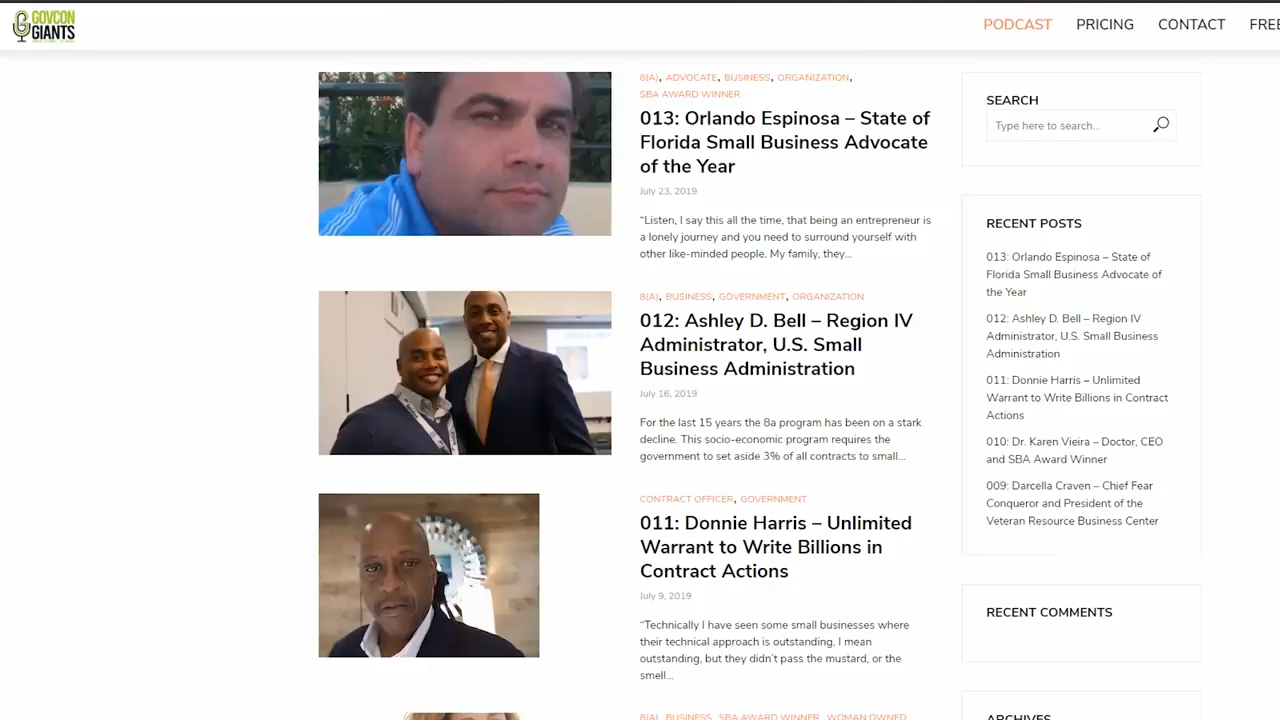 GOVCON
GIANTS
PODCAST
PRICING
CONTACT
FREE
8(A), ADVOCATE, BUSINESS, ORGANIZATION,
SBA AWARD WINNER
013: Orlando Espinosa – State of
Florida Small Business Advocate
of the Year
July 23, 2019
“Listen, I say this all the time, that being an entrepreneur is
a lonely journey and you need to surround yourself with
other like-minded people. My family, they...
8(A), BUSINESS, GOVERNMENT, ORGANIZATION
012: Ashley D. Bell – Region IV
Administrator, U.S. Small
Business Administration
July 16, 2019
For the last 15 years the 8a program has been on a stark
decline. This socio-economic program requires the
government to set aside 3% of all contracts to small...
CONTRACT OFFICER, GOVERNMENT
011: Donnie Harris – Unlimited
Warrant to Write Billions in
Contract Actions
July 9, 2019
“Technically I have seen some small businesses where
their technical approach is outstanding, I mean
outstanding, but they didn’t pass the mustard, or the
smell...
8(A), BUSINESS, SBA AWARD WINNER, WOMAN OWNED
SEARCH
Type here to search...
RECENT POSTS
013: Orlando Espinosa – State of
Florida Small Business Advocate of
the Year
012: Ashley D. Bell – Region IV
Administrator, U.S. Small Business
Administration
011: Donnie Harris – Unlimited
Warrant to Write Billions in Contract
Actions
010: Dr. Karen Vieira – Doctor, CEO
and SBA Award Winner
009: Darcella Craven – Chief Fear
Conqueror and President of the
Veteran Resource Business Center
RECENT COMMENTS
ARCHIVES